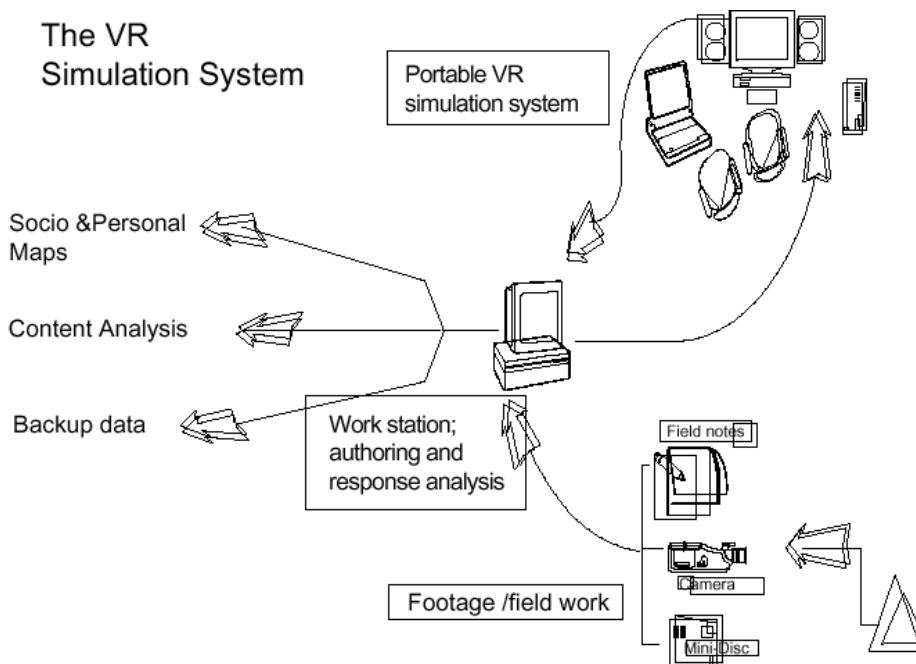 The VR
Simulation System
Portable VR
simulation system
Socio &Personal
Maps
Content Analysis
Backup data
Work station;
authoring and
response analysis
Field notes
Camera
Footage /field work
Mini-Disc